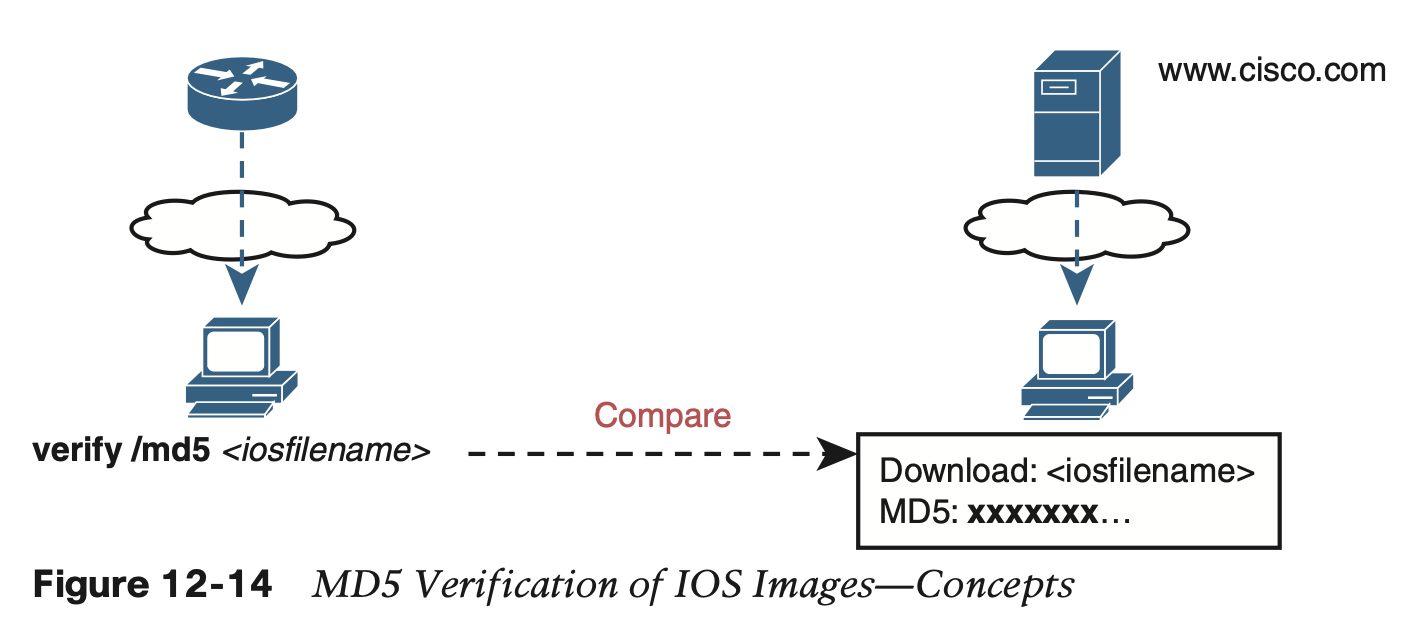 www.cisco.com
Compare
verify /md5 <iosfilename>
Download: <iosfilename>
MD5: xxxxxxx...
Figure 12-14 MD5 Verification of IOS Images—Concepts